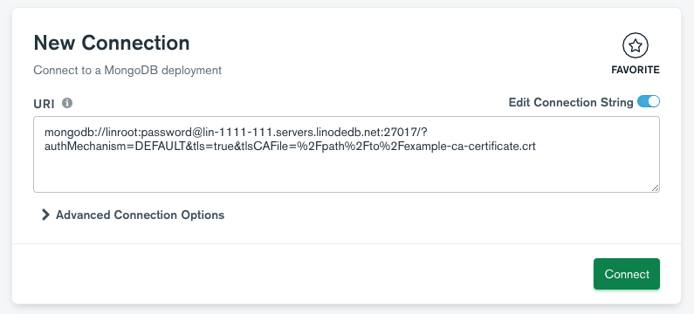 New Connection
FAVORITE
Connect to a MongoDB deployment
URI
Edit Connection String
mongodb://linroot:password@lin-1111-111.servers.linodedb.net:27017/?
authMechanism=DEFAULT&tls=true&tlsCAFile=%2Fpath%2Fto%2Fexample-ca-certificate.crt
Advanced Connection Options
Connect